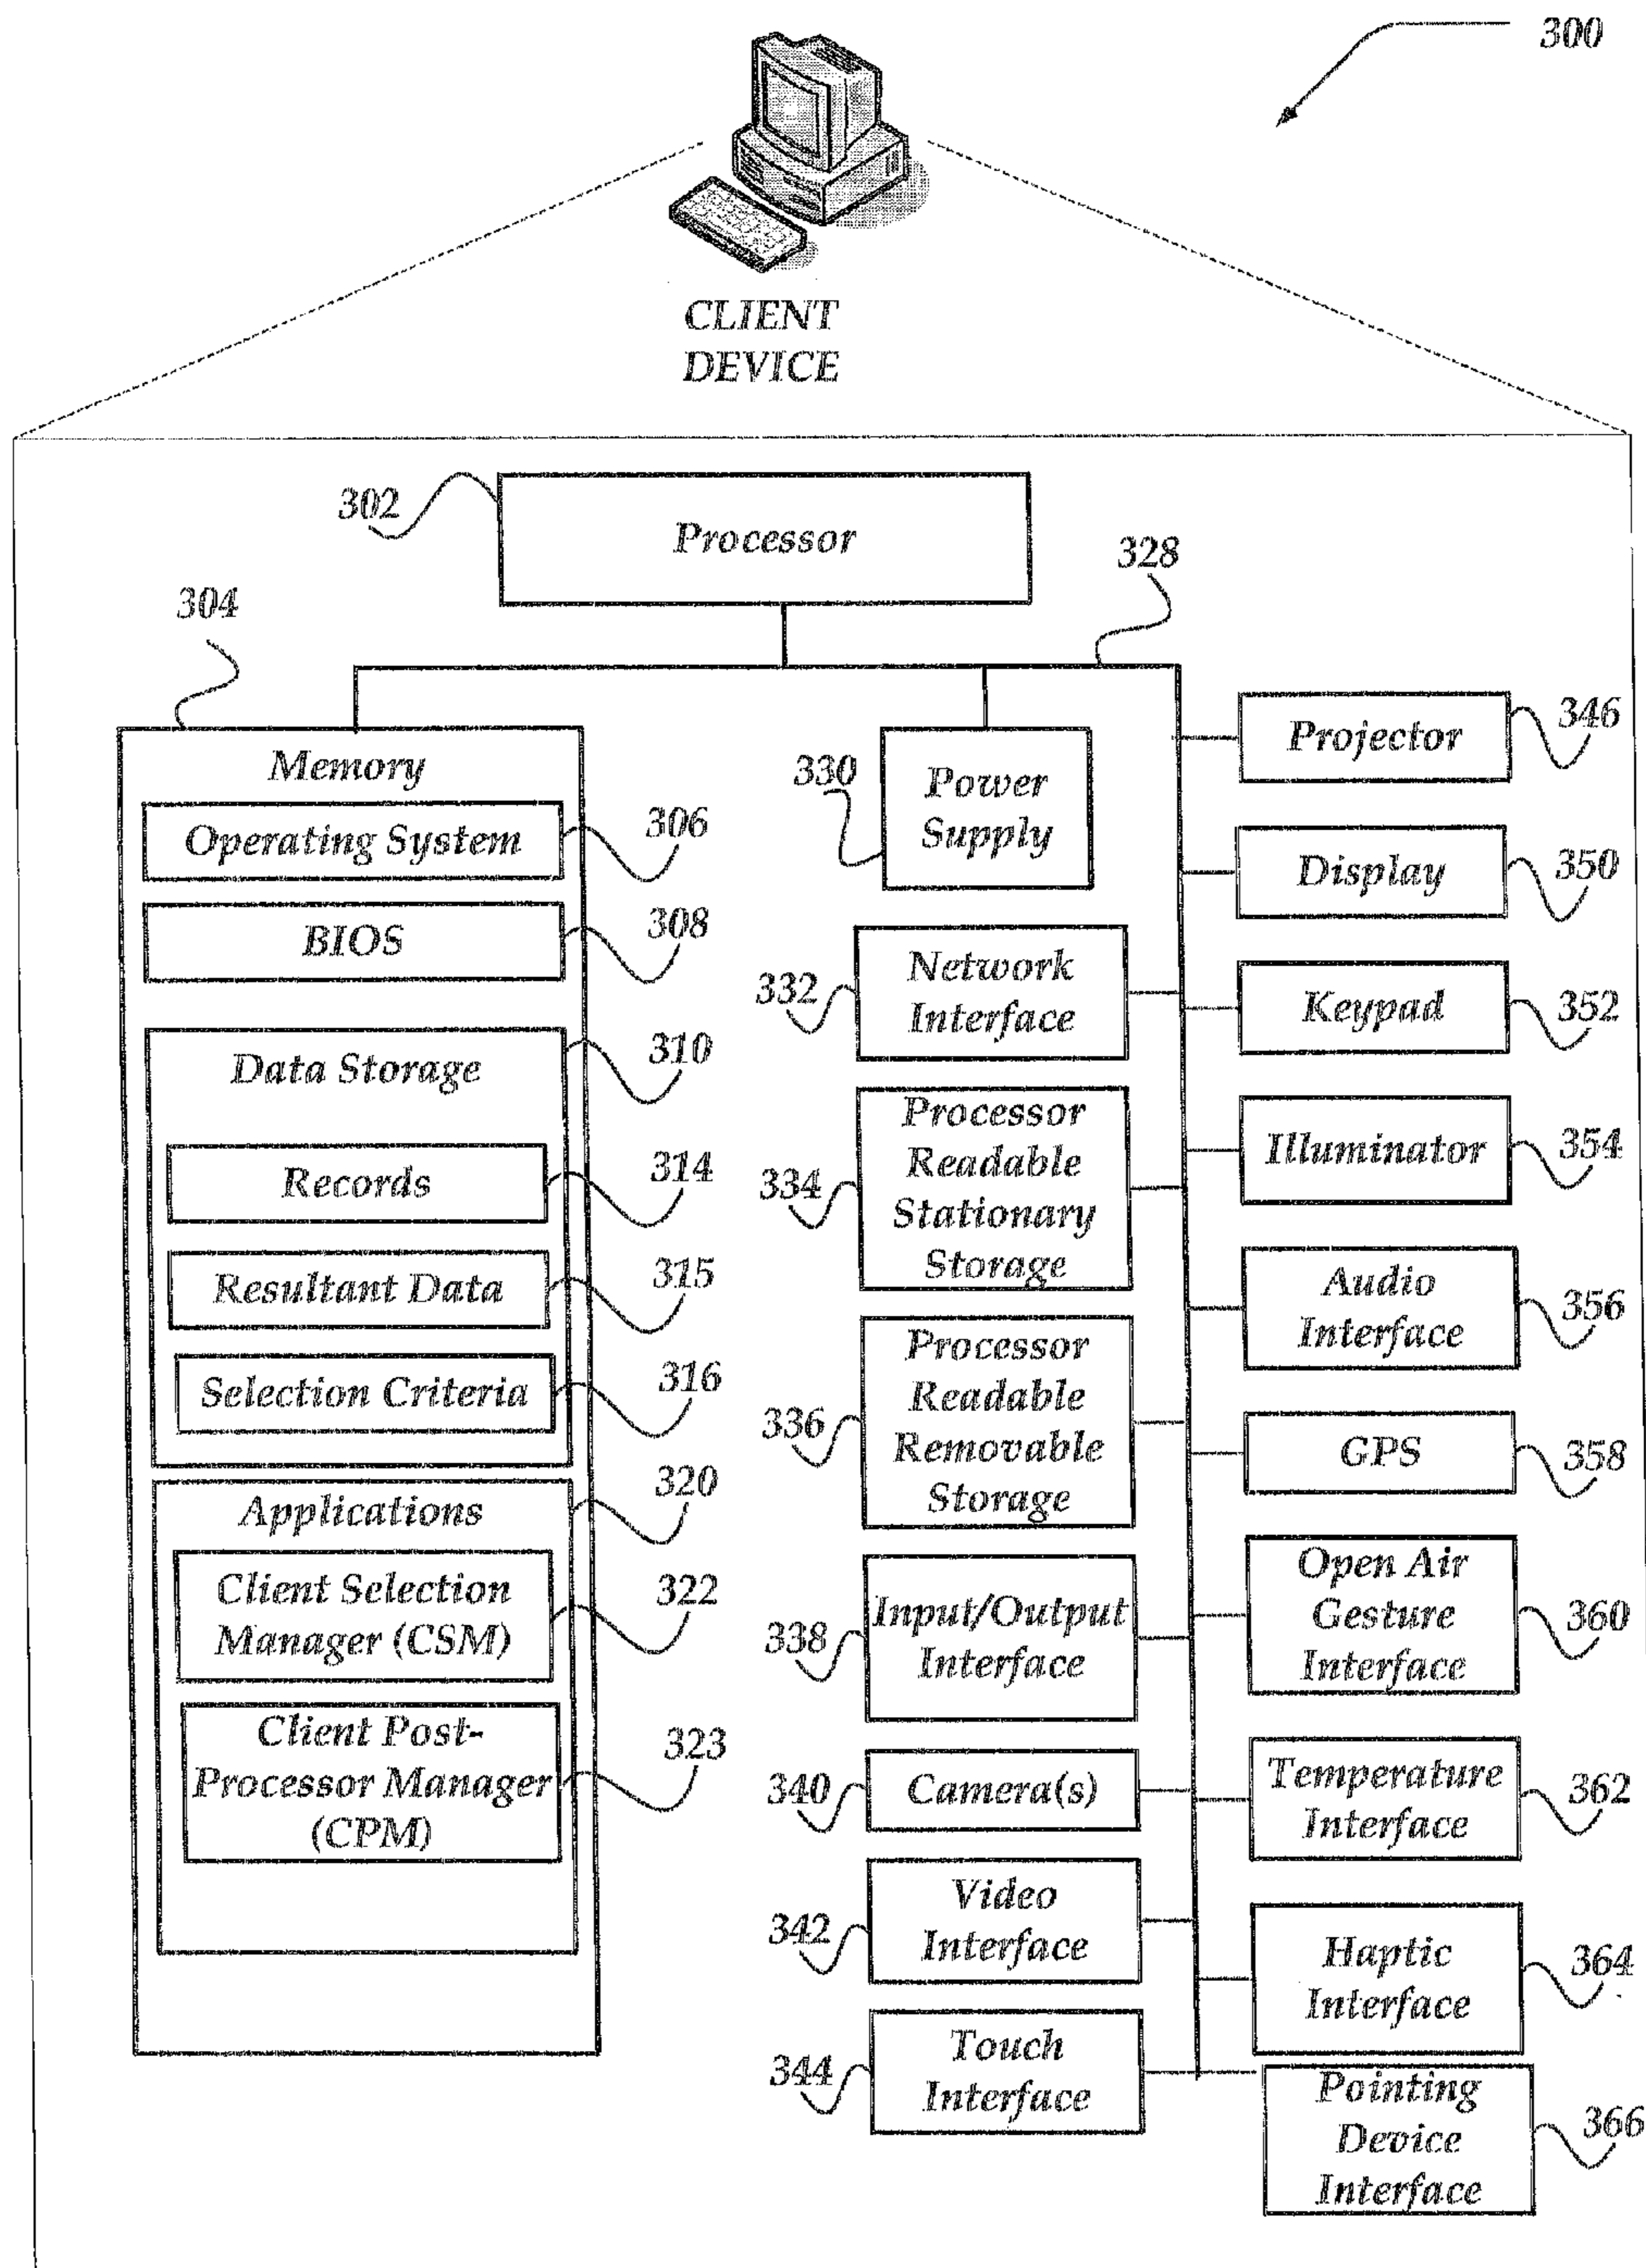 300
CLIENT
DEVICE
302
Processor
328
304
Memory
Operating System
306
BIOS
308
Data Storage
310
Records
314
Resultant Data
315
Selection Criteria
316
Applications
320
Client Selection
Manager (CSM)
322
Client Post-
Processor Manager
(CPM)
323
330
Power
Supply
332
Network
Interface
334
Processor
Readable
Stationary
Storage
336
Processor
Readable
Removable
Storage
338
Input/Output
Interface
340
Camera(s)
342
Video
Interface
344
Touch
Interface
Projector
346
Display
350
Keypad
352
Illuminator
354
Audio
Interface
356
GPS
358
Open Air
Gesture
Interface
360
Temperature
Interface
362
Haptic
Interface
364
Pointing
Device
Interface
366